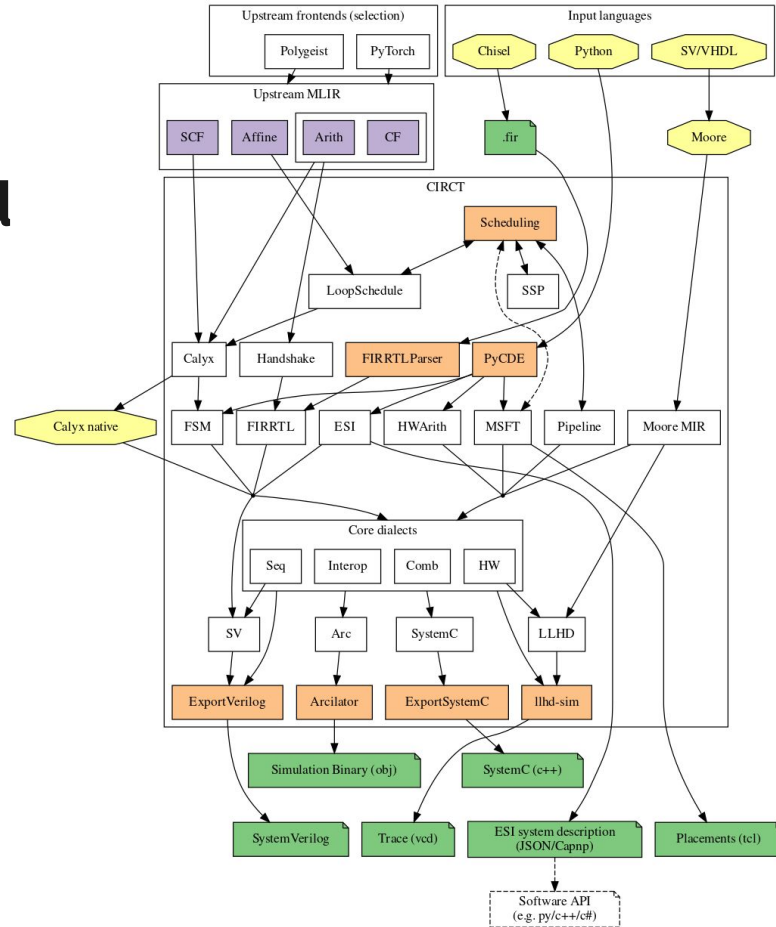 Upstream frontends (selection)
Input languages
Polygeist
PyTorch
Chisel
Python
SV/VHDL
Upstream MLIR
SCF
Affine
Arith
CF
.fir
Moore
CIRCT
Scheduling
LoopSchedule
SSP
Calyx
Handshake
FIRRTLParser
PyCDE
Calyx native
FSM
FIRRTL
ESI
HWArith
MSFT
Pipeline
Moore MIR
Core dialects
Seq
Interop
Comb
HW
SV
Arc
SystemC
LLHD
ExportVerilog
Arcilator
ExportSystemC
llhd-sim
Simulation Binary (obj)
SystemC (c++)
SystemVerilog
Trace (vcd)
ESI system description
(JSON/Capnp)
Placements (tcl)
Software API
(e.g. py/c++/c#)